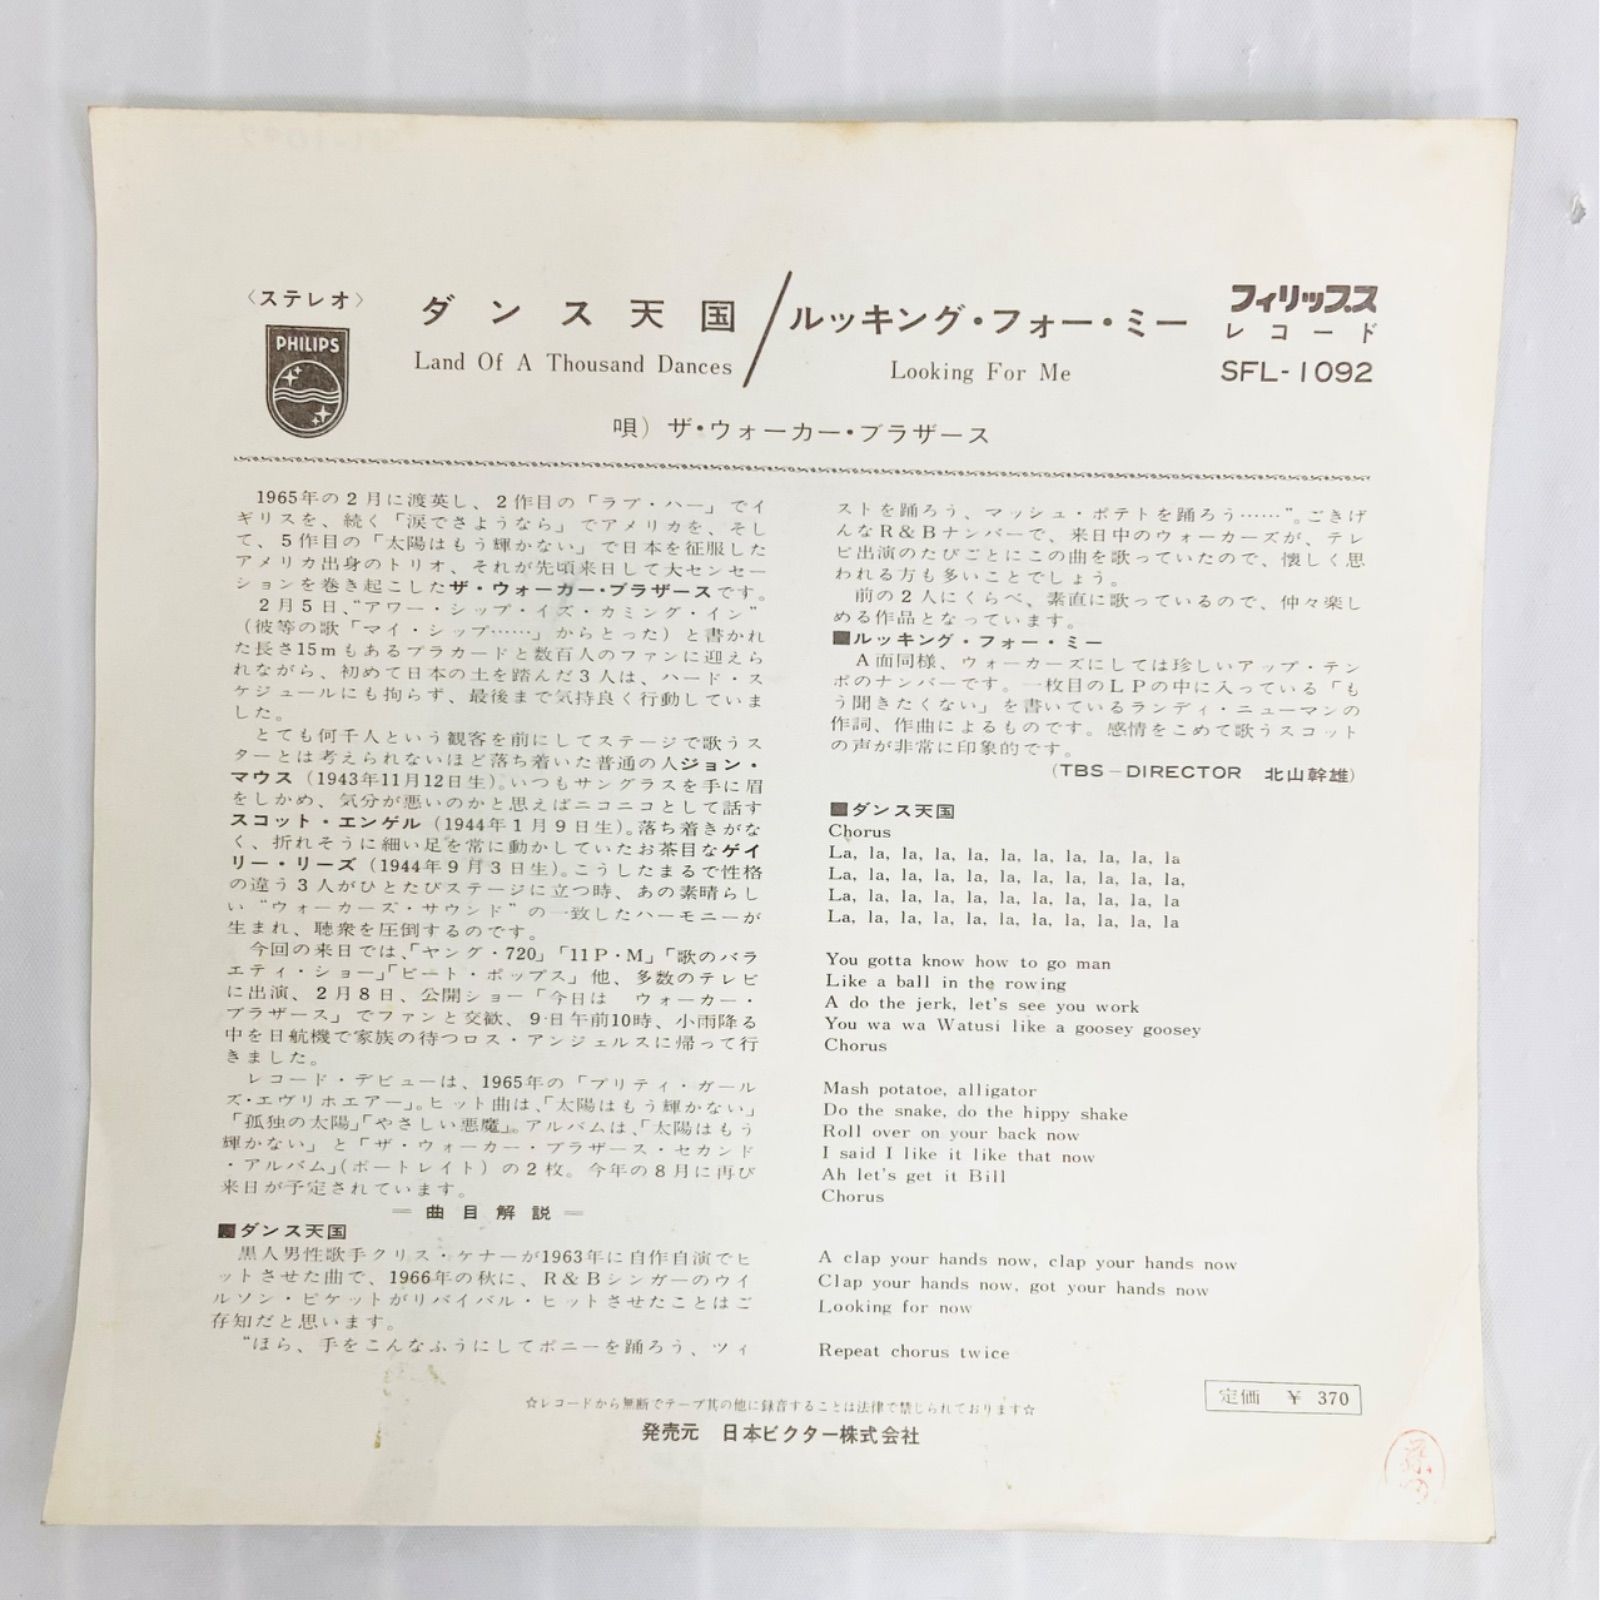 〈ステレオ〉
PHILIPS
ダンス天国/ルッキング・フォー・ミー
Land Of A Thousand Dances
Looking For Me
フィリップス
レコード
SFL-1092
唄）ザ・ウォーカー・ブラザース
1965年の２月に渡英し、２作目の「ラブ・ハー」でイ
ギリスを、続く「涙でさようなら」でアメリカを、そし
て、５作目の「太陽はもう輝かない」で日本を征服した
アメリカ出身のトリオ、それが先頃来日して大センセー
ションを巻き起こしたザ・ウォーカー・ブラザースです。
２月５日、“アワー・シップ・イズ・カミング・イン”
（彼等の歌「マイ・シップ……」からとった）と書かれ
た長さ15ｍもあるプラカードと数百人のファンに迎えら
れながら、初めて日本の土を踏んだ３人は、ハード・ス
ケジュールにも拘らず、最後まで気持良く行動していま
した。
とても何千人という観客を前にしてステージで歌うス
ターとは考えられないほど落ち着いた普通の人ジョン・
マウス（1943年11月12日生）。いつもサングラスを手に眉
をしかめ、気分が悪いのかと思えばニコニコとして話す
スコット・エンゲル（1944年１月９日生）。落ち着きがな
く、折れそうに細い足を常に動かしていたお茶目なゲイ
リー・リーズ（1944年９月３日生）。こうしたまるで性格
の違う３人がひとたびステージに立つ時、あの素晴らし
い“ウォーカーズ・サウンド”の一致したハーモニーが
生まれ、聴衆を圧倒するのです。
今回の来日では、「ヤング・720」「11Ｐ・Ｍ」「歌のバラ
エティ・ショー」「ビート・ポップス」他、多数のテレビ
に出演、２月８日、公開ショー「今日は　ウォーカー・
ブラザース」でファンと交歓、９日午前10時、小雨降る
中を日航機で家族の待つロス・アンジェルスに帰って行
きました。
レコード・デビューは、1965年の「プリティ・ガール
ズ・エヴリホエアー」。ヒット曲は、「太陽はもう輝かない」
「孤独の太陽」「やさしい悪魔」。アルバムは、「太陽はもう
輝かない」と「ザ・ウォーカー・ブラザース・セカンド
・アルバム」（ポートレイト）の２枚。今年の８月に再び
来日が予定されています。
＝曲目解説＝
■ダンス天国
黒人男性歌手クリス・ケナーが1963年に自作自演でヒ
ットさせた曲で、1966年の秋に、Ｒ＆Ｂシンガーのウイ
ルソン・ピケットがリバイバル・ヒットさせたことはご
存知だと思います。
“ほら、手をこんなふうにしてポニーを踊ろう、ツィ
ストを踊ろう、マッシュ・ポテトを踊ろう……”。ごきげ
んなＲ＆Ｂナンバーで、来日中のウォーカーズが、テレ
ビ出演のたびごとにこの曲を歌っていたので、懐しく思
われる方も多いことでしょう。
前の２人にくらべ、素直に歌っているので、仲々楽し
める作品となっています。
■ルッキング・フォー・ミー
Ａ面同様、ウォーカーズにしては珍しいアップ・テン
ポのナンバーです。一枚目のＬＰの中に入っている「も
う聞きたくない」を書いているランディ・ニューマンの
作詞、作曲によるものです。感情をこめて歌うスコット
の声が非常に印象的です。
（TBS－DIRECTOR　北山幹雄）
■ダンス天国
Chorus
La, la, la, la, la, la, la, la, la, la, la
La, la, la, la, la, la, la, la, la, la, la,
La, la, la, la, la, la, la, la, la, la, la
La, la, la, la, la, la, la, la, la, la, la
You gotta know how to go man
Like a ball in the rowing
A do the jerk, let's see you work
You wa wa Watusi like a goosey goosey
Chorus
Mash potatoe, alligator
Do the snake, do the hippy shake
Roll over on your back now
I said I like it like that now
Ah let's get it Bill
Chorus
A clap your hands now, clap your hands now
Clap your hands now, got your hands now
Looking for now
Repeat chorus twice
定価　￥ 370
☆レコードから無断でテープ其の他に録音することは法律で禁じられております☆
発売元　日本ビクター株式会社